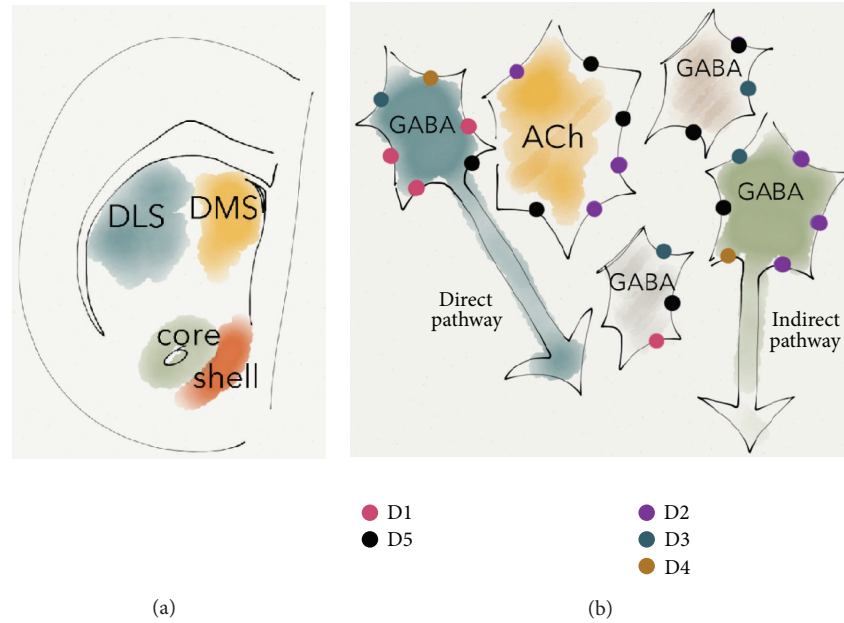 DLS
DMS
core
shell
(a)
GABA
ACh
GABA
GABA
GABA
Direct
pathway
Indirect
pathway
D1
D5
D2
D3
D4
(b)